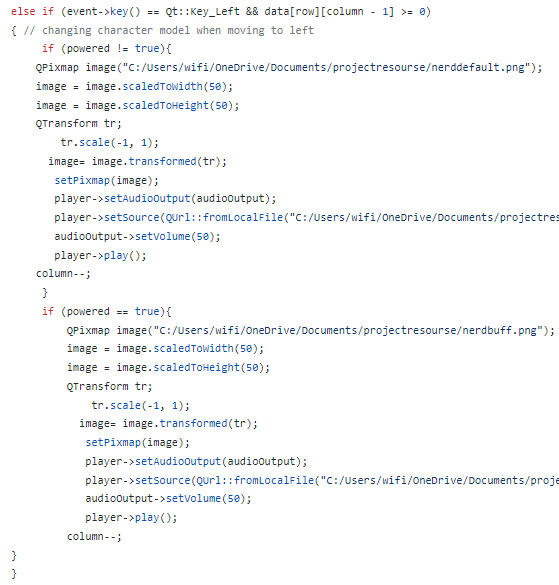 else if (event->key() == Qt::Key_Left && data[row][column - 1] >= 0)
{ // changing character model when moving to left
if (powered != true){
QPixmap image("C:/Users/wifi/OneDrive/Documents/projectresourse/nerddefault.png");
image = image.scaledToWidth(50);
image = image.scaledToHeight(50);
QTransform tr;
tr.scale(-1, 1);
image= image.transformed(tr);
setPixmap(image);
player->setAudioOutput(audioOutput);
player->setSource(QUrl::fromLocalFile("C:/Users/wifi/OneDrive/Documents/projectres
audioOutput->setVolume(50);
player->play();
column--;
}
if (powered == true){
QPixmap image("C:/Users/wifi/OneDrive/Documents/projectresourse/nerdbuff.png");
image = image.scaledToWidth(50);
image = image.scaledToHeight(50);
QTransform tr;
tr.scale(-1, 1);
image= image.transformed(tr);
setPixmap(image);
player->setAudioOutput(audioOutput);
player->setSource(QUrl::fromLocalFile("C:/Users/wifi/OneDrive/Documents/proje
audioOutput->setVolume(50);
player->play();
column--;
}
}